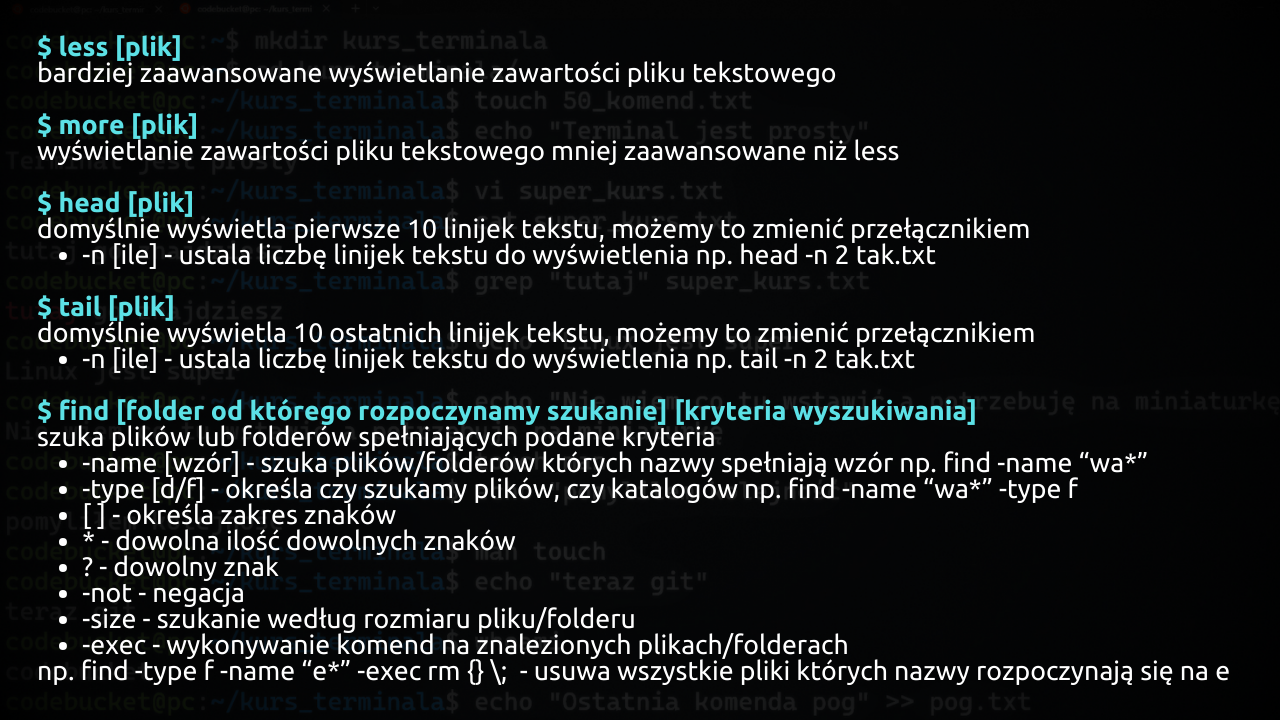 $ less [plik]
bardziej zaawansowane wyświetlanie zawartości pliku tekstowego
$ more [plik]
wyświetlanie zawartości pliku tekstowego mniej zaawansowane niż less
$ head [plik]
domyślnie wyświetla pierwsze 10 linijek tekstu, możemy to zmienić przełącznikiem
• -n [ile] - ustala liczbę linijek tekstu do wyświetlenia np. head -n 2 tak.txt
$ tail [plik]
domyślnie wyświetla 10 ostatnich linijek tekstu, możemy to zmienić przełącznikiem
• -n [ile] - ustala liczbę linijek tekstu do wyświetlenia np. tail -n 2 tak.txt
$ find [folder od którego rozpoczynamy szukanie] [kryteria wyszukiwania]
szuka plików lub folderów spełniających podane kryteria
• -name [wzór] - szuka plików/folderów których nazwy spełniają wzór np. find -name “wa*”
• -type [d/f] - określa czy szukamy plików, czy katalogów np. find -name “wa*” -type f
• [ ] - określa zakres znaków
• * - dowolna ilość dowolnych znaków
• ? - dowolny znak
• -not - negacja
• -size - szukanie według rozmiaru pliku/folderu
• -exec - wykonywanie komend na znalezionych plikach/folderach
np. find -type f -name “e*” -exec rm {} \;  - usuwa wszystkie pliki których nazwy rozpoczynają się na e